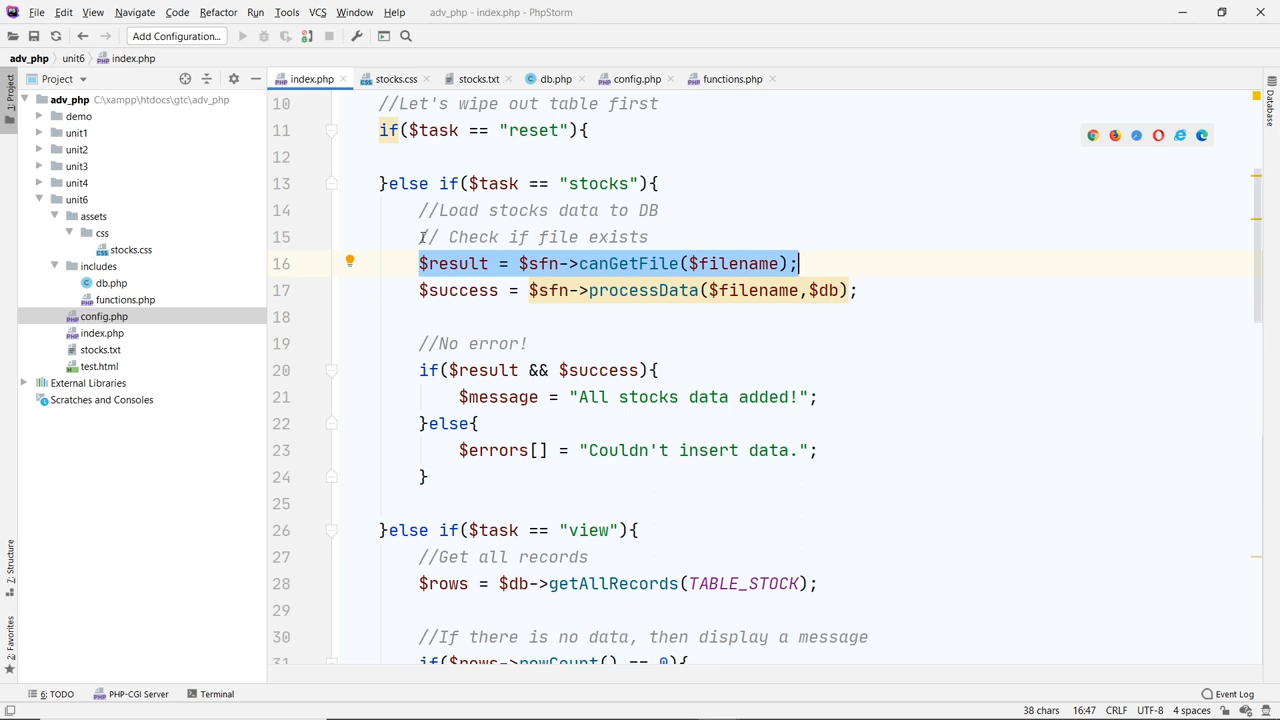 File Edit View Navigate Code Refactor Run Tools VCS Window Help adv_php - index.php - PhpStorm
Add Configuration...
adv_php unit6 index.php
Project
index.php stocks.css stocks.txt db.php config.php functions.php
1: Project
7: Structure
2: Favorites
Database
adv_php C:\xampp\htdocs\gtc\adv_php
demo
unit1
unit2
unit3
unit4
unit6
assets
css
stocks.css
includes
db.php
functions.php
config.php
index.php
stocks.txt
test.html
External Libraries
Scratches and Consoles
10 //Let's wipe out table first
11 if($task == "reset"){
12
13 }else if($task == "stocks"){
14 //Load stocks data to DB
15 // Check if file exists
16 $result = $sfn->canGetFile($filename);
17 $success = $sfn->processData($filename,$db);
18
19 //No error!
20 if($result && $success){
21 $message = "All stocks data added!";
22 }else{
23 $errors[] = "Couldn't insert data.";
24 }
25
26 }else if($task == "view"){
27 //Get all records
28 $rows = $db->getAllRecords(TABLE_STOCK);
29
30 //If there is no data, then display a message
31 if($rows->rowCount() == 0){
6: TODO PHP-CGI Server Terminal Event Log
38 chars 16:47 CRLF UTF-8 4 spaces